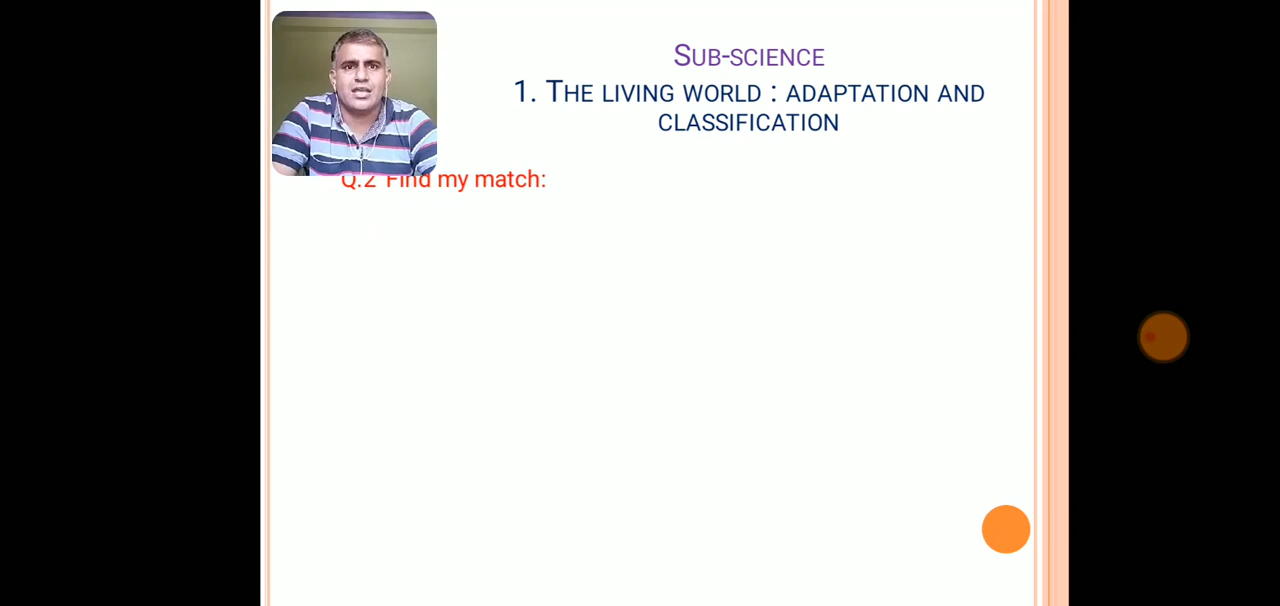 SUB-SCIENCE
1. THE LIVING WORLD : ADAPTATION AND
CLASSIFICATION
Q.2 Find my match: